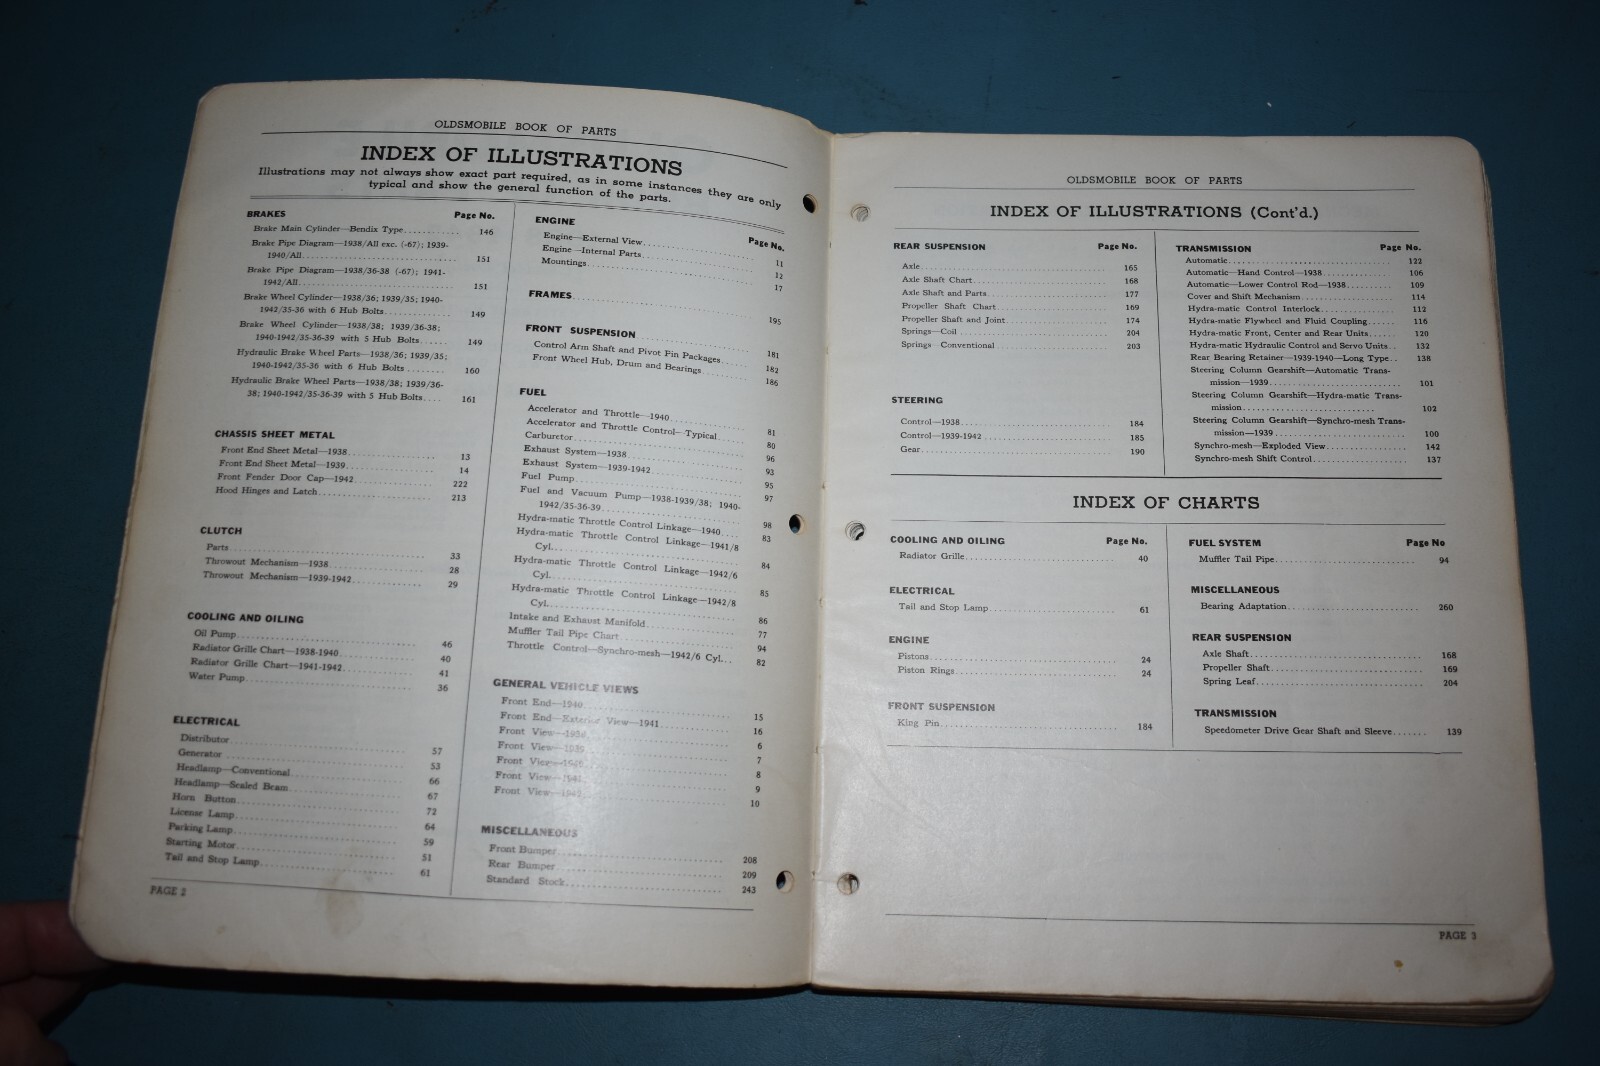 OLDSMOBILE BOOK OF PARTS
INDEX OF ILLUSTRATIONS
Illustrations may not always show exact part required, as in some instances they are only
typical and show the general function of the parts.
BRAKES Page No.
Brake Main Cylinder—Bendix Type 146
Brake Pipe Diagram—1938/All exc. (-67); 1939-
1940/All 151
Brake Pipe Diagram—1938/36-38 (-67); 1941-
1942/All 151
Brake Wheel Cylinder—1938/36; 1939/35; 1940-
1942/35-36 with 6 Hub Bolts 149
Brake Wheel Cylinder—1938/38; 1939/36-38;
1940-1942/35-36-39 with 5 Hub Bolts 149
Hydraulic Brake Wheel Parts—1938/36; 1939/35;
1940-1942/35-36 with 6 Hub Bolts 160
Hydraulic Brake Wheel Parts—1938/38; 1939/36-
38; 1940-1942/35-36-39 with 5 Hub Bolts 161
CHASSIS SHEET METAL
Front End Sheet Metal—1938 13
Front End Sheet Metal—1939 14
Front Fender Door Cap—1942 222
Hood Hinges and Latch 213
CLUTCH
Parts 33
Throwout Mechanism—1938 28
Throwout Mechanism—1939-1942 29
COOLING AND OILING
Oil Pump 46
Radiator Grille Chart—1938-1940 40
Radiator Grille Chart—1941-1942 41
Water Pump 36
ELECTRICAL
Distributor 57
Generator 53
Headlamp—Conventional 66
Headlamp—Sealed Beam 67
Horn Button 72
License Lamp 64
Parking Lamp 59
Starting Motor 51
Tail and Stop Lamp 61
PAGE 2
ENGINE Page No.
Engine—External View 11
Engine—Internal Parts 12
Mountings 17
FRAMES 195
FRONT SUSPENSION 181
Control Arm Shaft and Pivot Pin Packages 182
Front Wheel Hub, Drum and Bearings 186
FUEL
Accelerator and Throttle—1940 81
Accelerator and Throttle Control—Typical 80
Carburetor 96
Exhaust System—1938 93
Exhaust System—1939-1942 95
Fuel Pump 97
Fuel and Vacuum Pump—1938-1939/38; 1940-
1942/35-36-39 98
Hydra-matic Throttle Control Linkage—1940 83
Hydra-matic Throttle Control Linkage—1941/8
Cyl. 84
Hydra-matic Throttle Control Linkage—1942/6
Cyl. 85
Hydra-matic Throttle Control Linkage—1942/8
Cyl. 86
Intake and Exhaust Manifold 77
Muffler Tail Pipe Chart 94
Throttle Control—Synchro-mesh—1942/6 Cyl. 82
GENERAL VEHICLE VIEWS
Front End—1940 15
Front End—Exterior View—1941 16
Front View—1938 6
Front View—1939 7
Front View—1940 8
Front View—1941 9
Front View—1942 10
MISCELLANEOUS
Front Bumper 208
Rear Bumper 209
Standard Stock 243
OLDSMOBILE BOOK OF PARTS
INDEX OF ILLUSTRATIONS (Cont'd.)
REAR SUSPENSION Page No.
Axle 165
Axle Shaft Chart 168
Axle Shaft and Parts 177
Propeller Shaft Chart 169
Propeller Shaft and Joint 174
Springs—Coil 204
Springs—Conventional 203
STEERING
Control—1938 184
Control—1939-1942 185
Gear 190
TRANSMISSION Page No.
Automatic 122
Automatic—Hand Control—1938 106
Automatic—Lower Control Rod—1938 109
Cover and Shift Mechanism 114
Hydra-matic Control Interlock 112
Hydra-matic Flywheel and Fluid Coupling 116
Hydra-matic Front, Center and Rear Units 120
Hydra-matic Hydraulic Control and Servo Units 132
Rear Bearing Retainer—1939-1940—Long Type 138
Steering Column Gearshift—Automatic Trans-
mission—1939 101
Steering Column Gearshift—Hydra-matic Trans-
mission 102
Steering Column Gearshift—Synchro-mesh Trans-
mission—1939 100
Synchro-mesh—Exploded View 142
Synchro-mesh Shift Control 137
INDEX OF CHARTS
COOLING AND OILING Page No.
Radiator Grille 40
ELECTRICAL
Tail and Stop Lamp 61
ENGINE
Pistons 24
Piston Rings 24
FRONT SUSPENSION
King Pin 184
FUEL SYSTEM Page No
Muffler Tail Pipe 94
MISCELLANEOUS
Bearing Adaptation 260
REAR SUSPENSION
Axle Shaft 168
Propeller Shaft 169
Spring Leaf 204
TRANSMISSION
Speedometer Drive Gear Shaft and Sleeve 139
PAGE 3